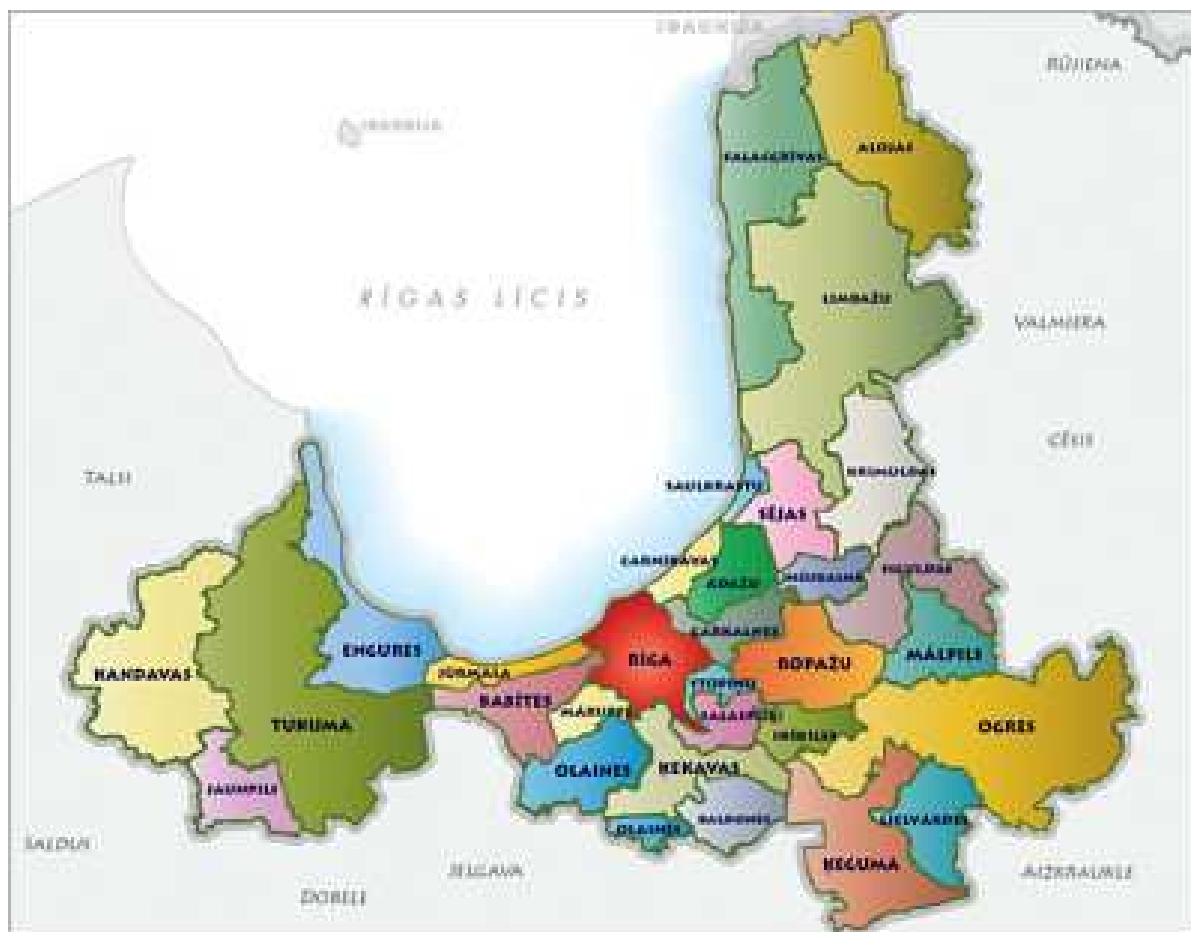 IGAUNIJA
RŪJIENA
IGAUNIJA
SALACGRĪVAS
ALOJAS
RĪGAS LĪCIS
LIMBAŽU
VALMIERA
CĒSIS
KRIMULDAS
TALSI
SAULKRASTU
SĒJAS
CARNIKAVAS
ĀDAŽU
SIGULDAS
GARKALNES
ENGURES
RĪGA
ROPAŽU
MĀLPILS
KANDAVAS
JŪRMALA
BABĪTES
STOPIŅU
MĀRUPES
SALASPILS
TUKUMA
IKŠĶILES
OGRES
OLAINES
ĶEKAVAS
JAUNPILS
BALDONES
LIELVĀRDES
OLAINES
SALDUS
ĶEGUMA
JELGAVA
AIZKRAUKLE
DOBELE